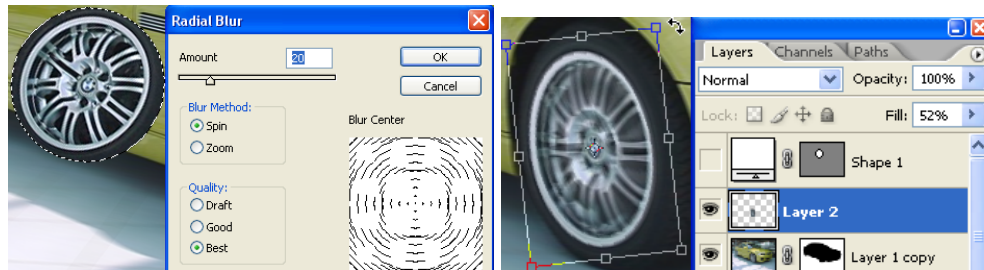 Radial Blur
Amount 20
OK
Cancel
Blur Method:
Spin
Zoom
Blur Center
Quality:
Draft
Good
Best
Layers Channels Paths
Normal Opacity: 100%
Lock: Fill: 52%
Shape 1
Layer 2
Layer 1 copy